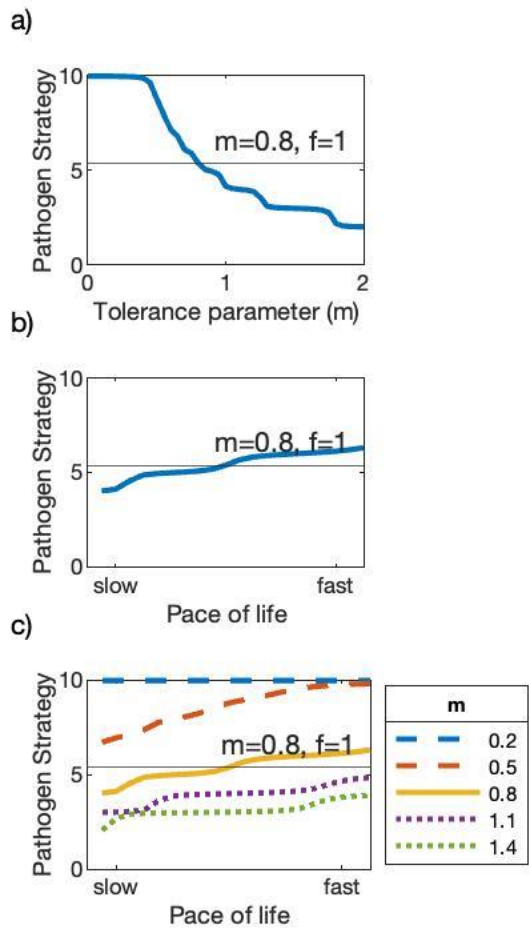 a)
Pathogen Strategy
10
5
0
m=0.8, f=1
0 1 2
Tolerance parameter (m)
b)
Pathogen Strategy
10
5
0
m=0.8, f=1
slow fast
Pace of life
c)
Pathogen Strategy
10
5
0
m=0.8, f=1
slow fast
Pace of life
m
0.2
0.5
0.8
1.1
1.4